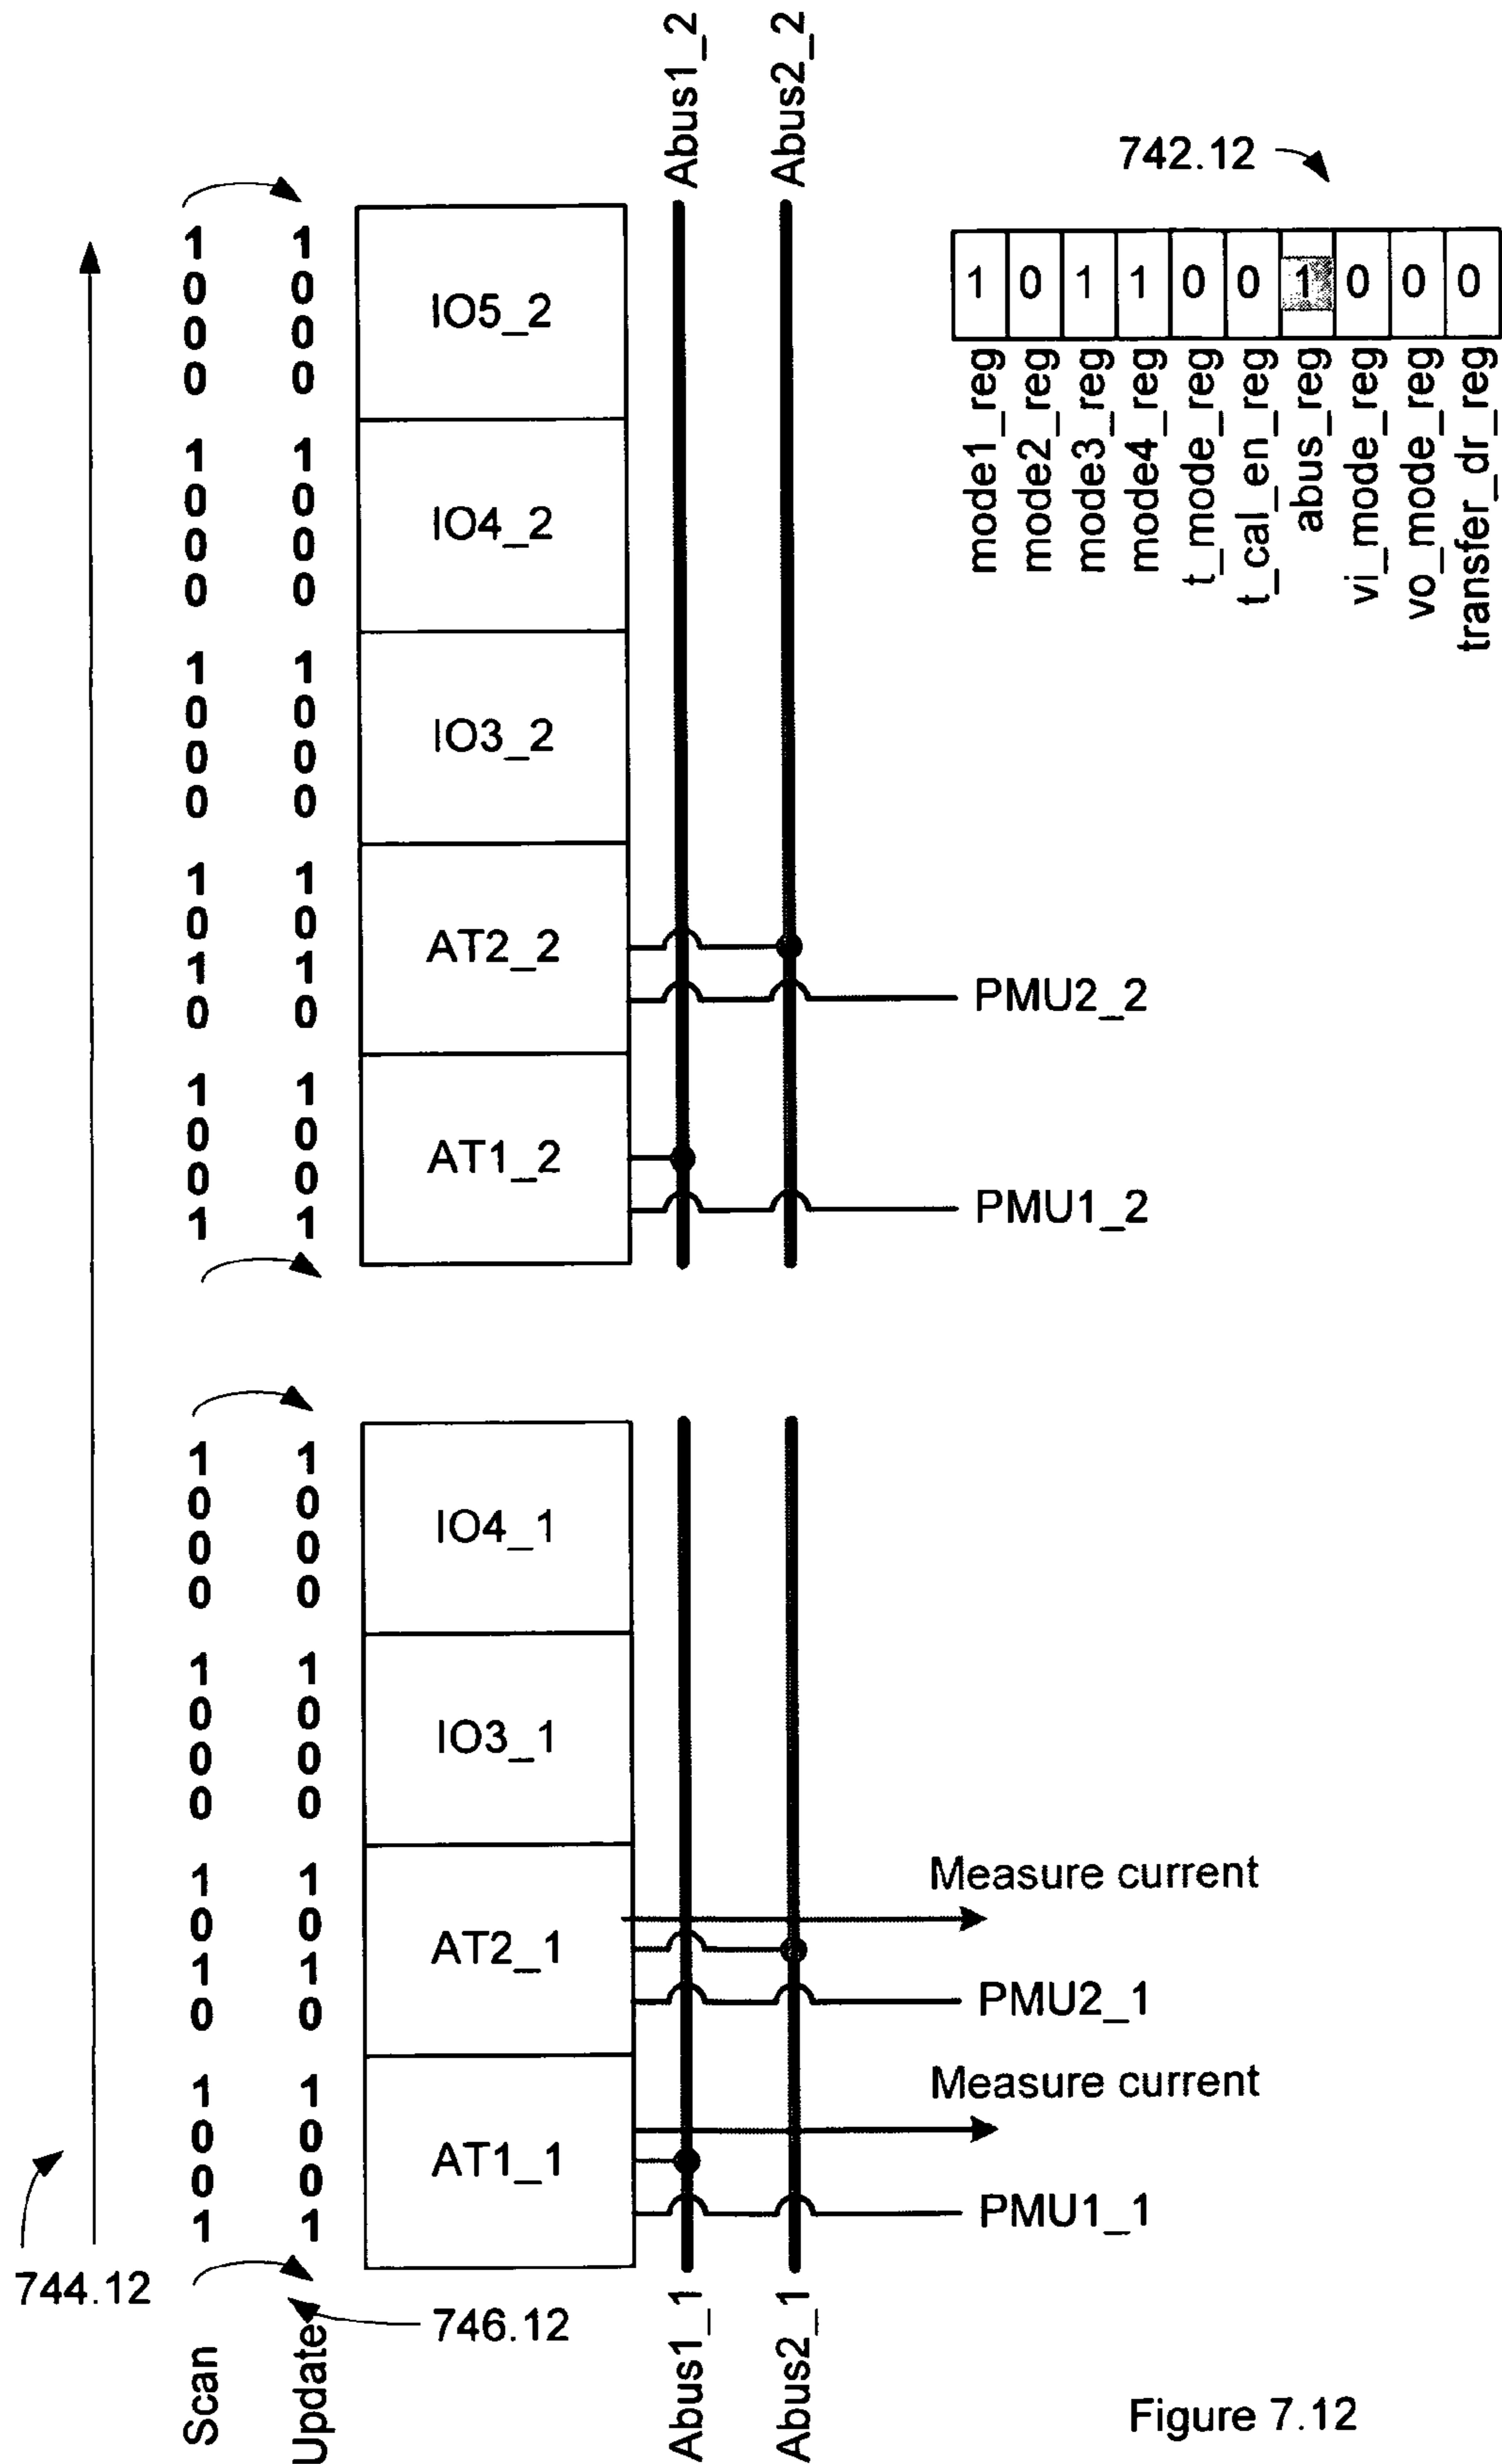 Abus1_2
Abus2_2
742.12
1 0 1 1 0 0 1 0 0 0
mode1_reg
mode2_reg
mode3_reg
mode4_reg
t_mode_reg
t_cal_en_reg
abus_reg
vi_mode_reg
vo_mode_reg
transfer_dr_reg
1 1
0 0
0 0
0 0
IO5_2
1 1
0 0
0 0
0 0
IO4_2
1 1
0 0
0 0
0 0
IO3_2
1 1
0 0
1 1
0 0
AT2_2
PMU2_2
1 1
0 0
0 0
1 1
AT1_2
PMU1_2
1 1
0 0
0 0
0 0
IO4_1
1 1
0 0
0 0
0 0
IO3_1
1 1
0 0
1 1
0 0
Measure current
AT2_1
PMU2_1
1 1
0 0
0 0
1 1
Measure current
AT1_1
PMU1_1
744.12
746.12
Scan
Update
Abus1_1
Abus2_1
Figure 7.12